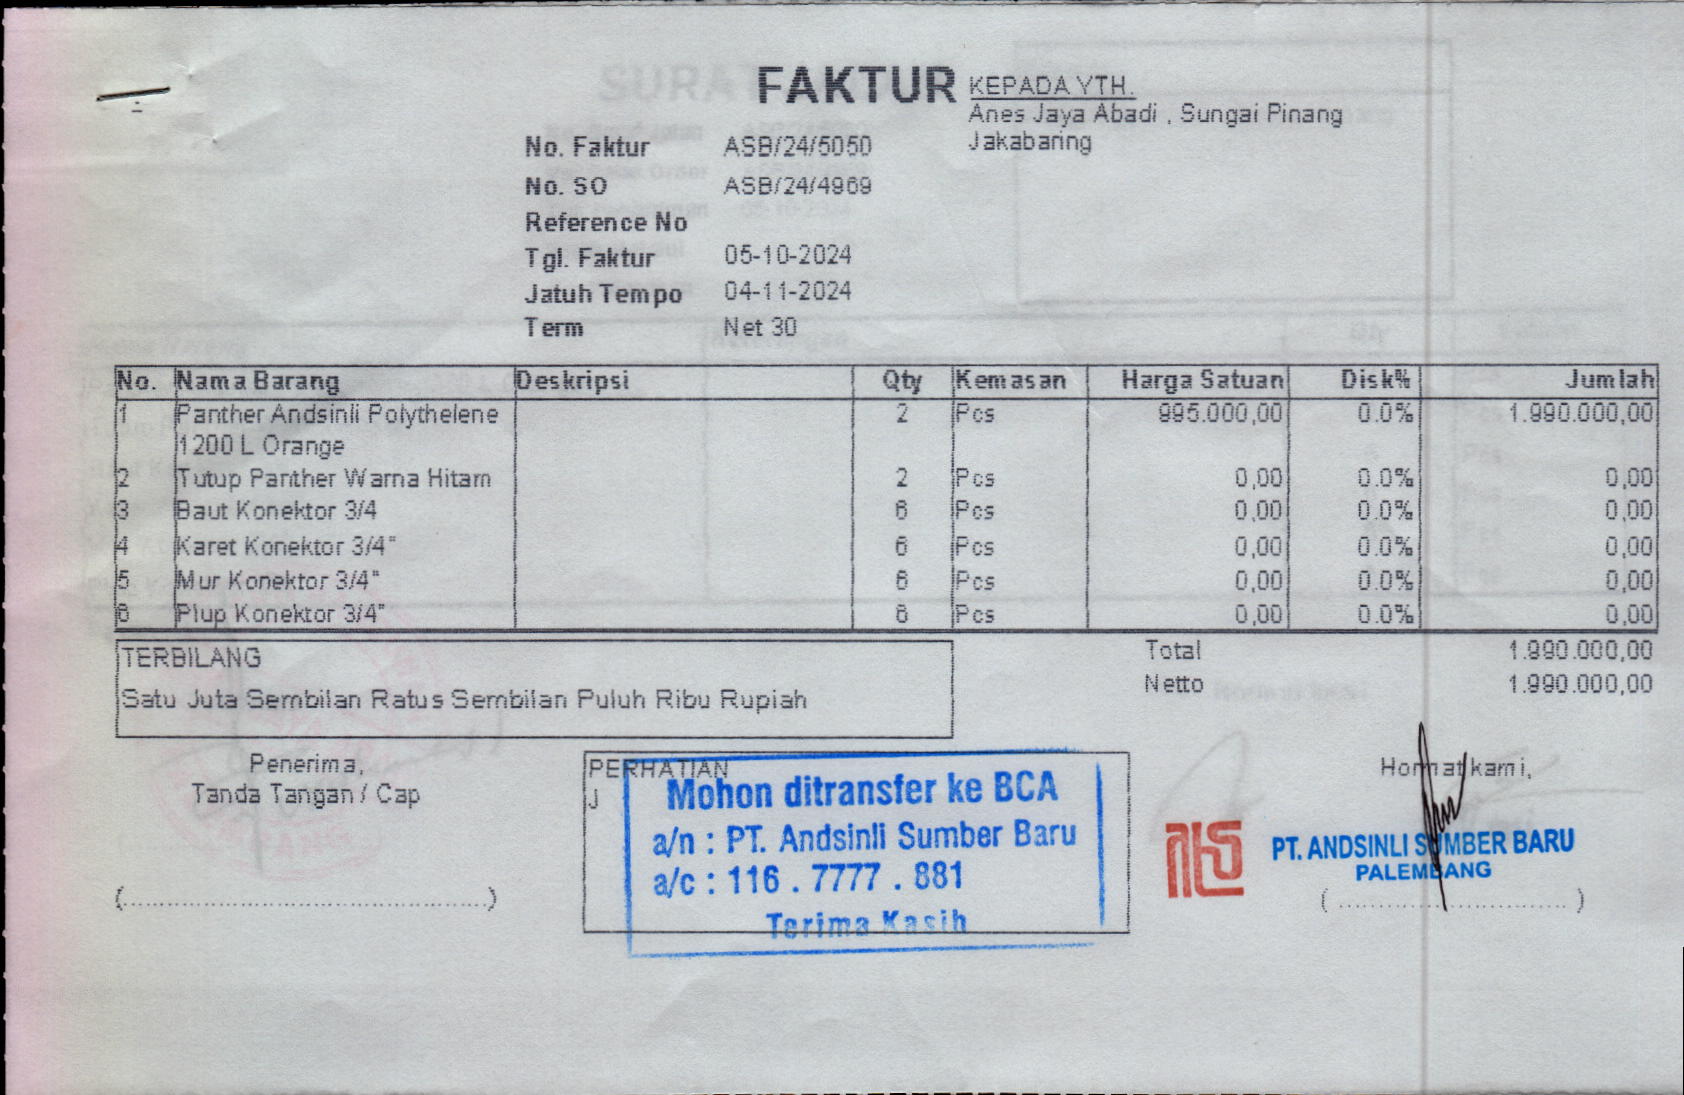 FAKTUR
KEPADA YTH.
Anes Jaya Abadi , Sungai Pinang
Jakabaring
No. Faktur ASB/24/5050
No. SO ASB/24/4969
Reference No
Tgl. Faktur 05-10-2024
Jatuh Tempo 04-11-2024
Term Net 30
No. Nama Barang Deskripsi Qty Kemasan Harga Satuan Disk% Jumlah
1 Panther Andsinli Polythelene 2 Pcs 995.000,00 0.0% 1.990.000,00
1200 L Orange
2 Tutup Panther Warna Hitam 2 Pcs 0,00 0.0% 0,00
3 Baut Konektor 3/4 6 Pcs 0,00 0.0% 0,00
4 Karet Konektor 3/4" 6 Pcs 0,00 0.0% 0,00
5 Mur Konektor 3/4" 6 Pcs 0,00 0.0% 0,00
6 Plup Konektor 3/4" 6 Pcs 0,00 0.0% 0,00
TERBILANG
Satu Juta Sembilan Ratus Sembilan Puluh Ribu Rupiah
Total 1.990.000,00
Netto 1.990.000,00
Penerima,
Tanda Tangan / Cap
PERHATIAN
J
Mohon ditransfer ke BCA
a/n : PT. Andsinli Sumber Baru
a/c : 116 . 7777 . 881
Terima Kasih
Hormat kami,
PT. ANDSINLI SUMBER BARU
PALEMBANG